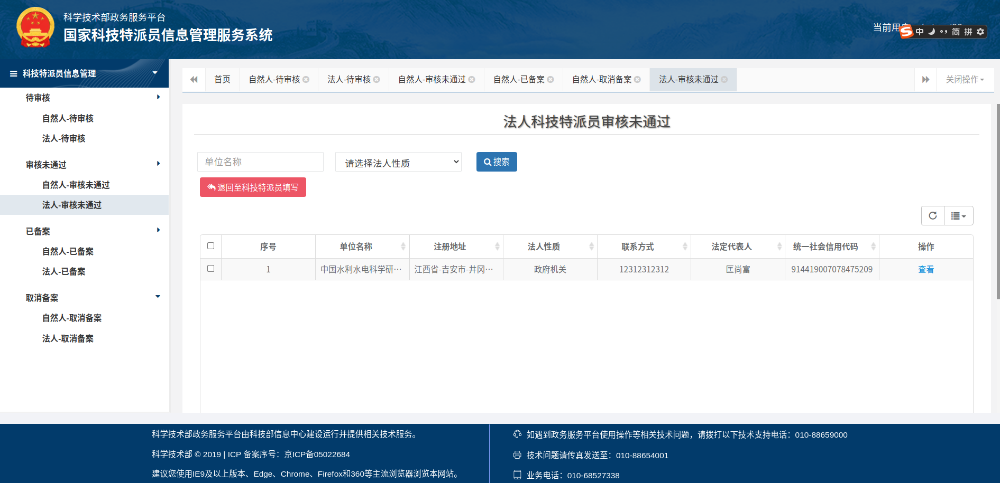 科学技术部政务服务平台
国家科技特派员信息管理服务系统
当前用
中 简 拼
科技特派员信息管理
待审核
自然人-待审核
法人-待审核
审核未通过
自然人-审核未通过
法人-审核未通过
已备案
自然人-已备案
法人-已备案
取消备案
自然人-取消备案
法人-取消备案
首页 自然人-待审核 法人-待审核 自然人-审核未通过 自然人-已备案 自然人-取消备案 法人-审核未通过 关闭操作
法人科技特派员审核未通过
单位名称 请选择法人性质 搜索
退回至科技特派员填写
序号 单位名称 注册地址 法人性质 联系方式 法定代表人 统一社会信用代码 操作
1 中国水利水电科学研… 江西省-吉安市-井冈… 政府机关 12312312312 匡尚富 914419007078475209 查看
科学技术部政务服务平台由科技部信息中心建设运行并提供相关技术服务。
科学技术部 © 2019 | ICP 备案序号：京ICP备05022684
建议您使用IE9及以上版本、Edge、Chrome、Firefox和360等主流浏览器浏览本网站。
如遇到政务服务平台使用操作等相关技术问题，请拨打以下技术支持电话：010-88659000
技术问题请传真发送至：010-88654001
业务电话：010-68527338